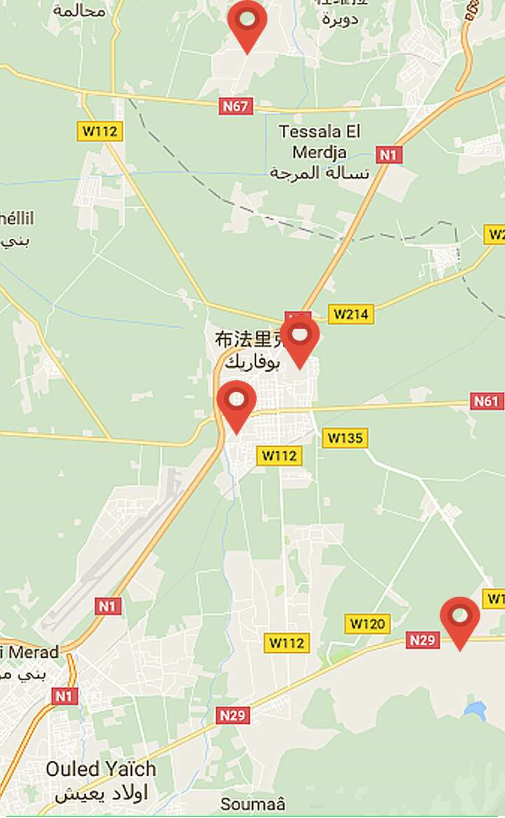 محالمة
دويرة
N67
W112
Tessala El
Merdja
تسالة المرجة
N1
héllil
بني
W2
W214
布法里克
بوفاريك
N61
W135
W112
N1
W1
W120
N29
W112
i Merad
N1
N29
Ouled Yaïch
اولاد يعيش
Soumaâ